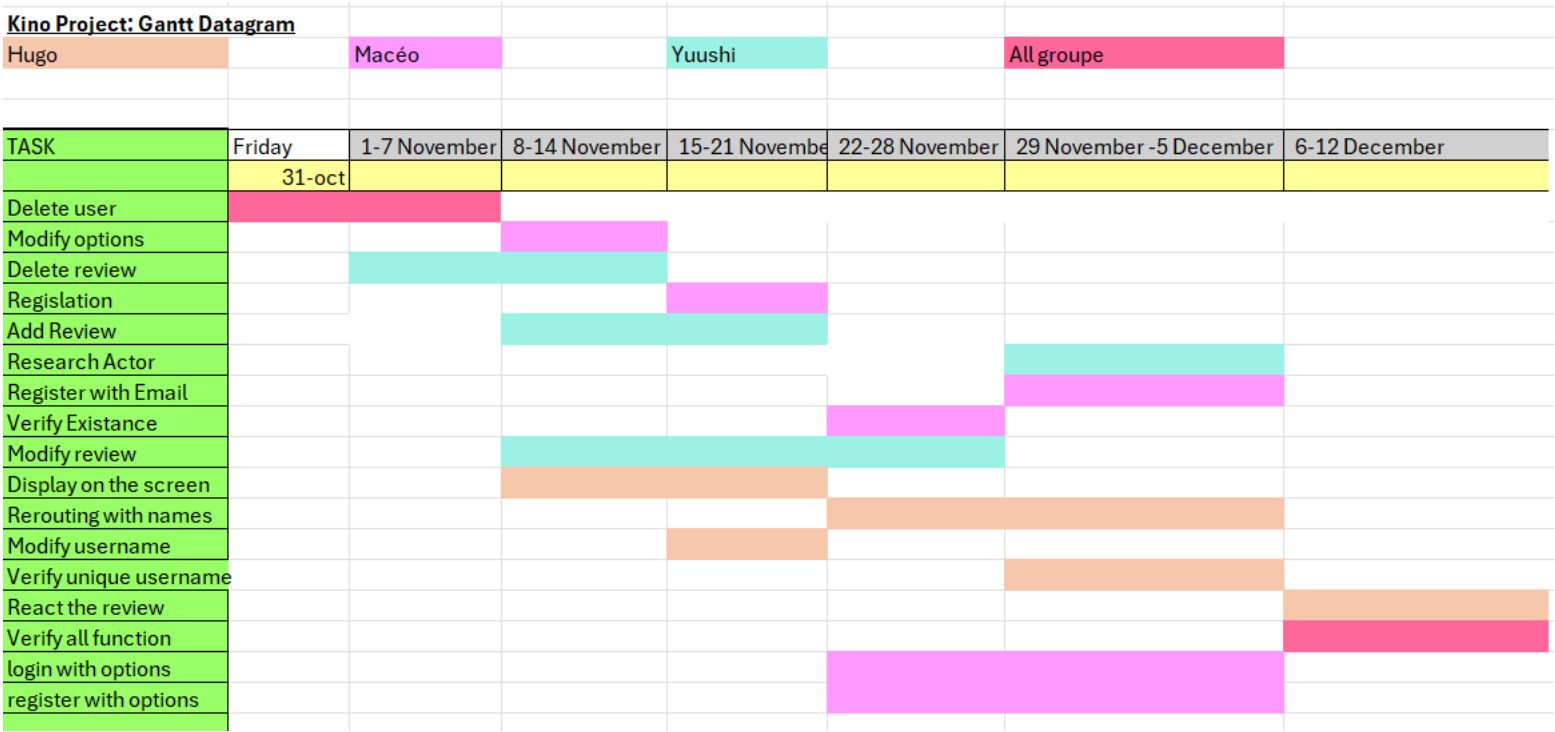 Kino Project: Gantt Datagram
Hugo Macéo Yuushi All groupe
TASK Friday 1-7 November 8-14 November 15-21 Novembe 22-28 November 29 November -5 December 6-12 December
31-oct
Delete user
Modify options
Delete review
Regislation
Add Review
Research Actor
Register with Email
Verify Existance
Modify review
Display on the screen
Rerouting with names
Modify username
Verify unique username
React the review
Verify all function
login with options
register with options